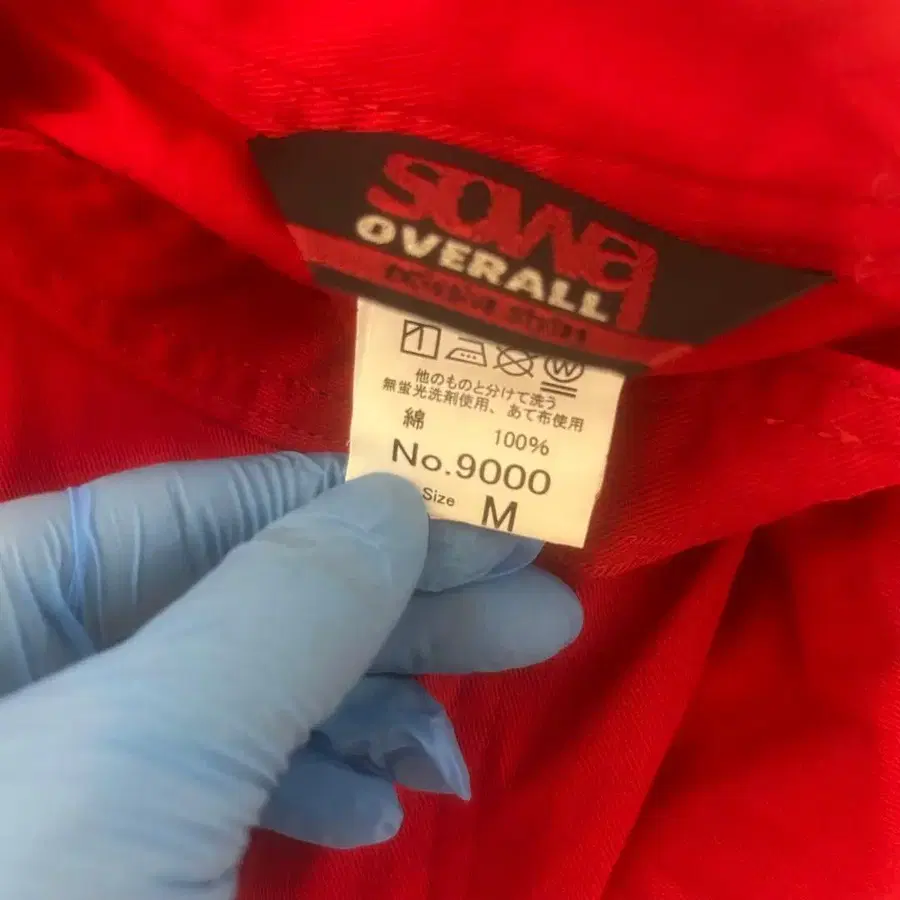 SOWA
OVERALL
他のものと分けて洗う
無蛍光洗剤使用、あて布使用
綿 100%
No.9000
Size M